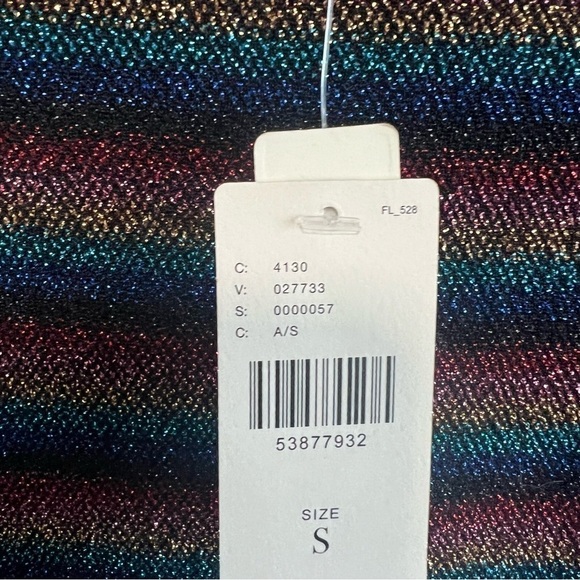 FL_528
C: 4130
V: 027733
S: 0000057
C: A/S
53877932
SIZE
S